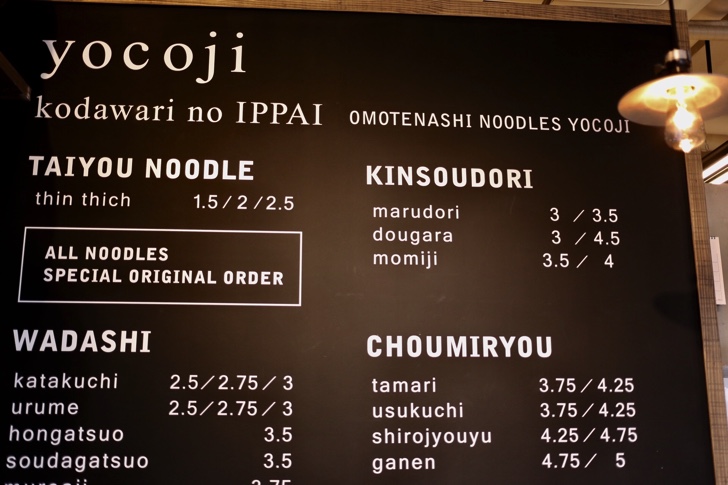 yocoji
kodawari no IPPAI OMOTENASHI NOODLES YOCOJI
TAIYOU NOODLE
thin thich 1.5 / 2 / 2.5
ALL NOODLES
SPECIAL ORIGINAL ORDER
KINSOUDORI
marudori 3 / 3.5
dougara 3 / 4.5
momiji 3.5 / 4
WADASHI
katakuchi 2.5 / 2.75 / 3
urume 2.5 / 2.75 / 3
hongatsuo 3.5
soudagatsuo 3.5
3.75
CHOUMIRYOU
tamari 3.75 / 4.25
usukuchi 3.75 / 4.25
shirojyouyu 4.25 / 4.75
ganen 4.75 / 5